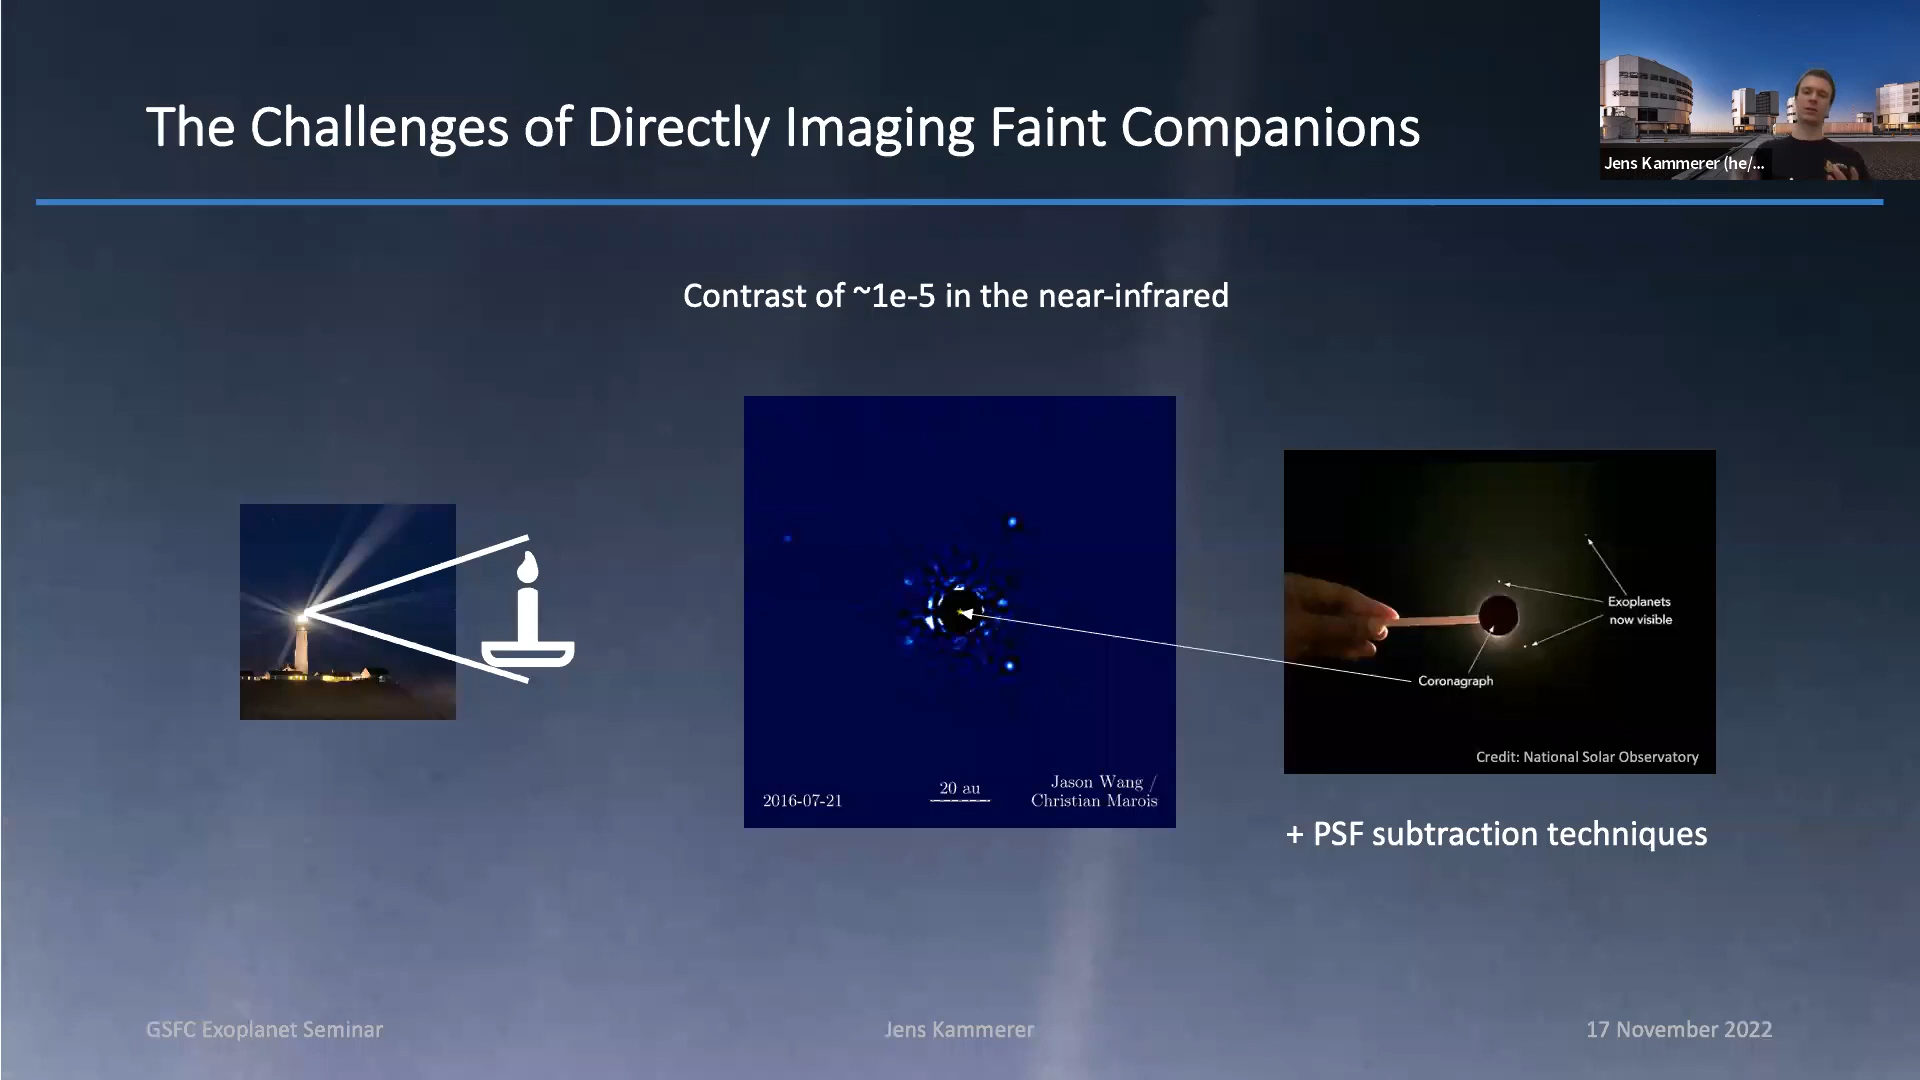 The Challenges of Directly Imaging Faint Companions
Jens Kammerer (he/...
Contrast of ~1e-5 in the near-infrared
Exoplanets
now visible
Coronagraph
Credit: National Solar Observatory
2016-07-21
20 au
Jason Wang /
Christian Marois
+ PSF subtraction techniques
GSFC Exoplanet Seminar
Jens Kammerer
17 November 2022